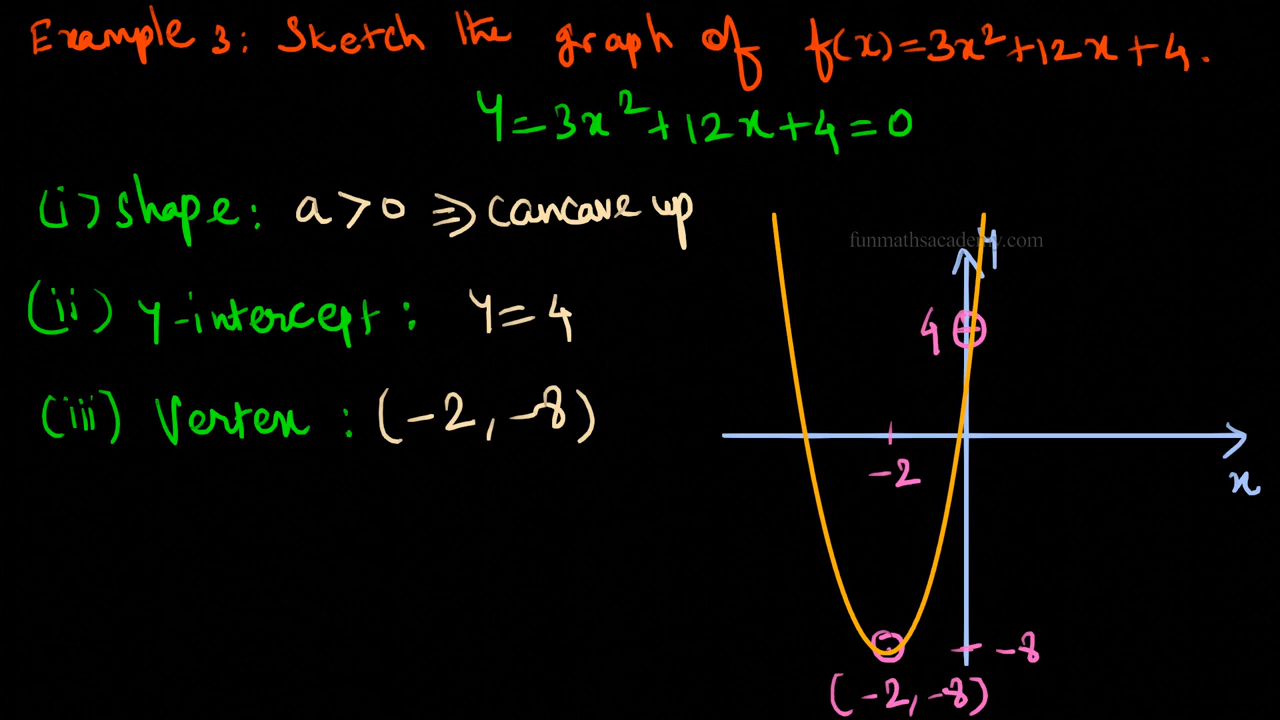 Example 3: Sketch the graph of f(x)=3x²+12x+4.
y=3x²+12x+4=0
(i) shape: a>0 ⇒ cancave up
(ii) Y-intercept: y=4
(iii) Vertex: (-2, -8)
funmathsacademy.com
Y
4
-2
x
-8
(-2, -8)